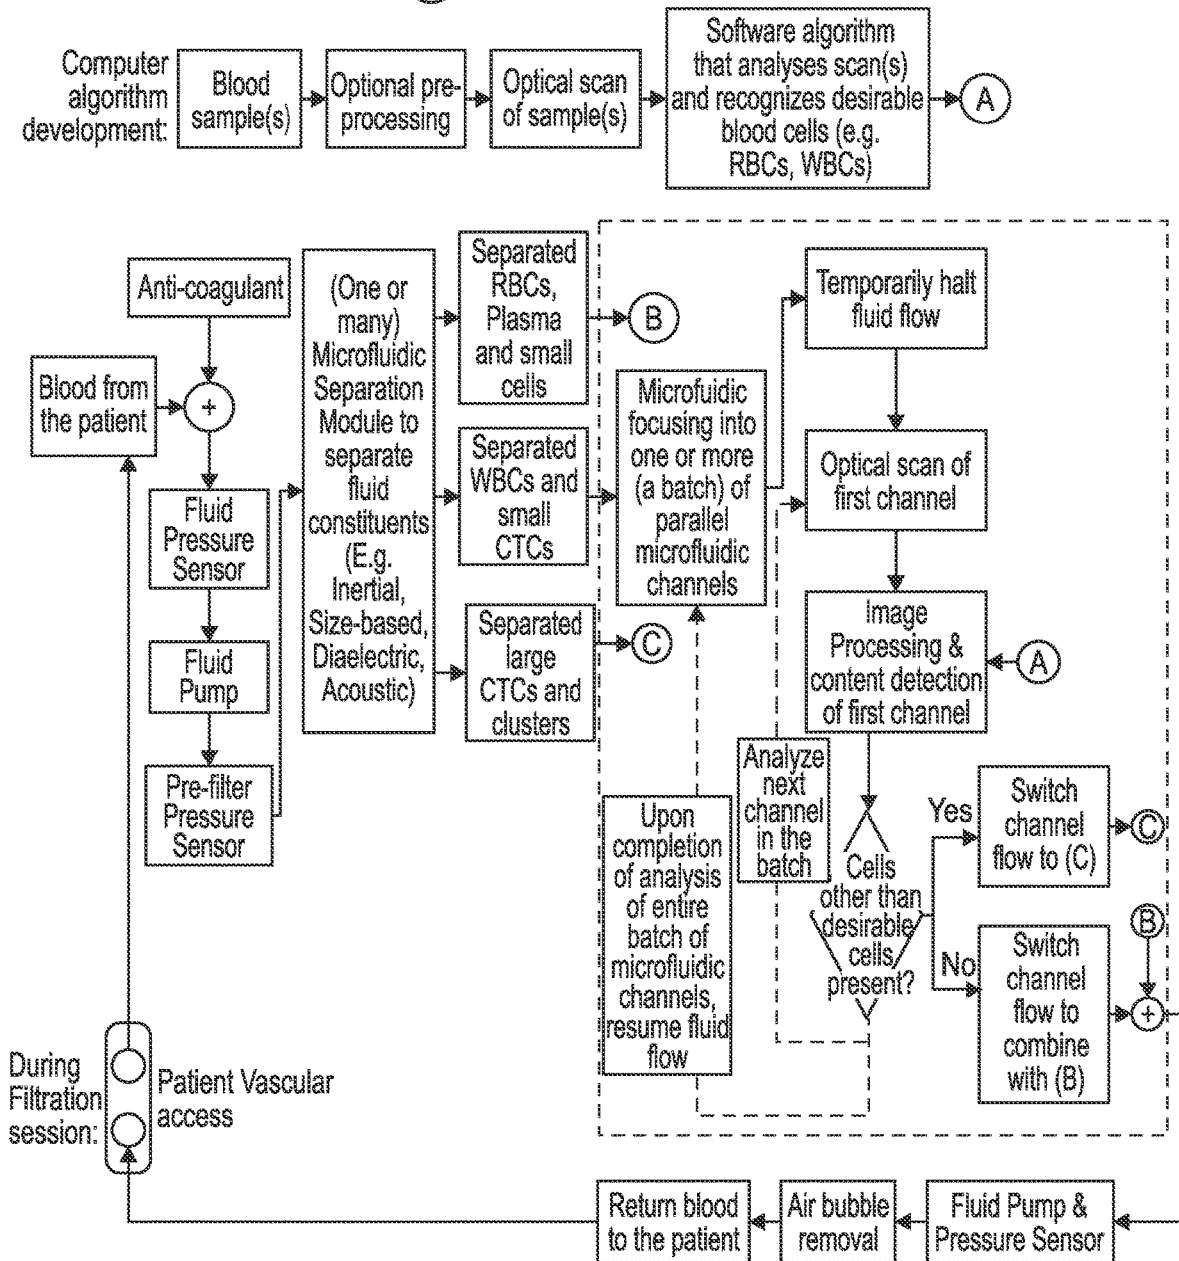 Computer
algorithm
development:
Blood
sample(s)
Optional pre-
processing
Optical scan
of sample(s)
Software algorithm
that analyses scan(s)
and recognizes desirable
blood cells (e.g.
RBCs, WBCs)
A
Anti-coagulant
Blood from
the patient
+
Fluid
Pressure
Sensor
Fluid
Pump
Pre-filter
Pressure
Sensor
(One or
many)
Microfluidic
Separation
Module to
separate
fluid
constituents
(E.g.
Inertial,
Size-based,
Diaelectric,
Acoustic)
Separated
RBCs,
Plasma
and small
cells
B
Separated
WBCs and
small
CTCs
Separated
large
CTCs and
clusters
C
Microfuidic
focusing into
one or more
(a batch) of
parallel
microfluidic
channels
Temporarily halt
fluid flow
Optical scan of
first channel
Image
Processing &
content detection
of first channel
A
Analyze
next
channel
in the
batch
Upon
completion
of analysis
of entire
batch of
microfluidic
channels,
resume fluid
flow
Cells
other than
desirable
cells
present?
Yes
Switch
channel
flow to (C)
C
No
Switch
channel
flow to
combine
with (B)
B
+
During
Filtration
session:
Patient Vascular
access
Return blood
to the patient
Air bubble
removal
Fluid Pump &
Pressure Sensor